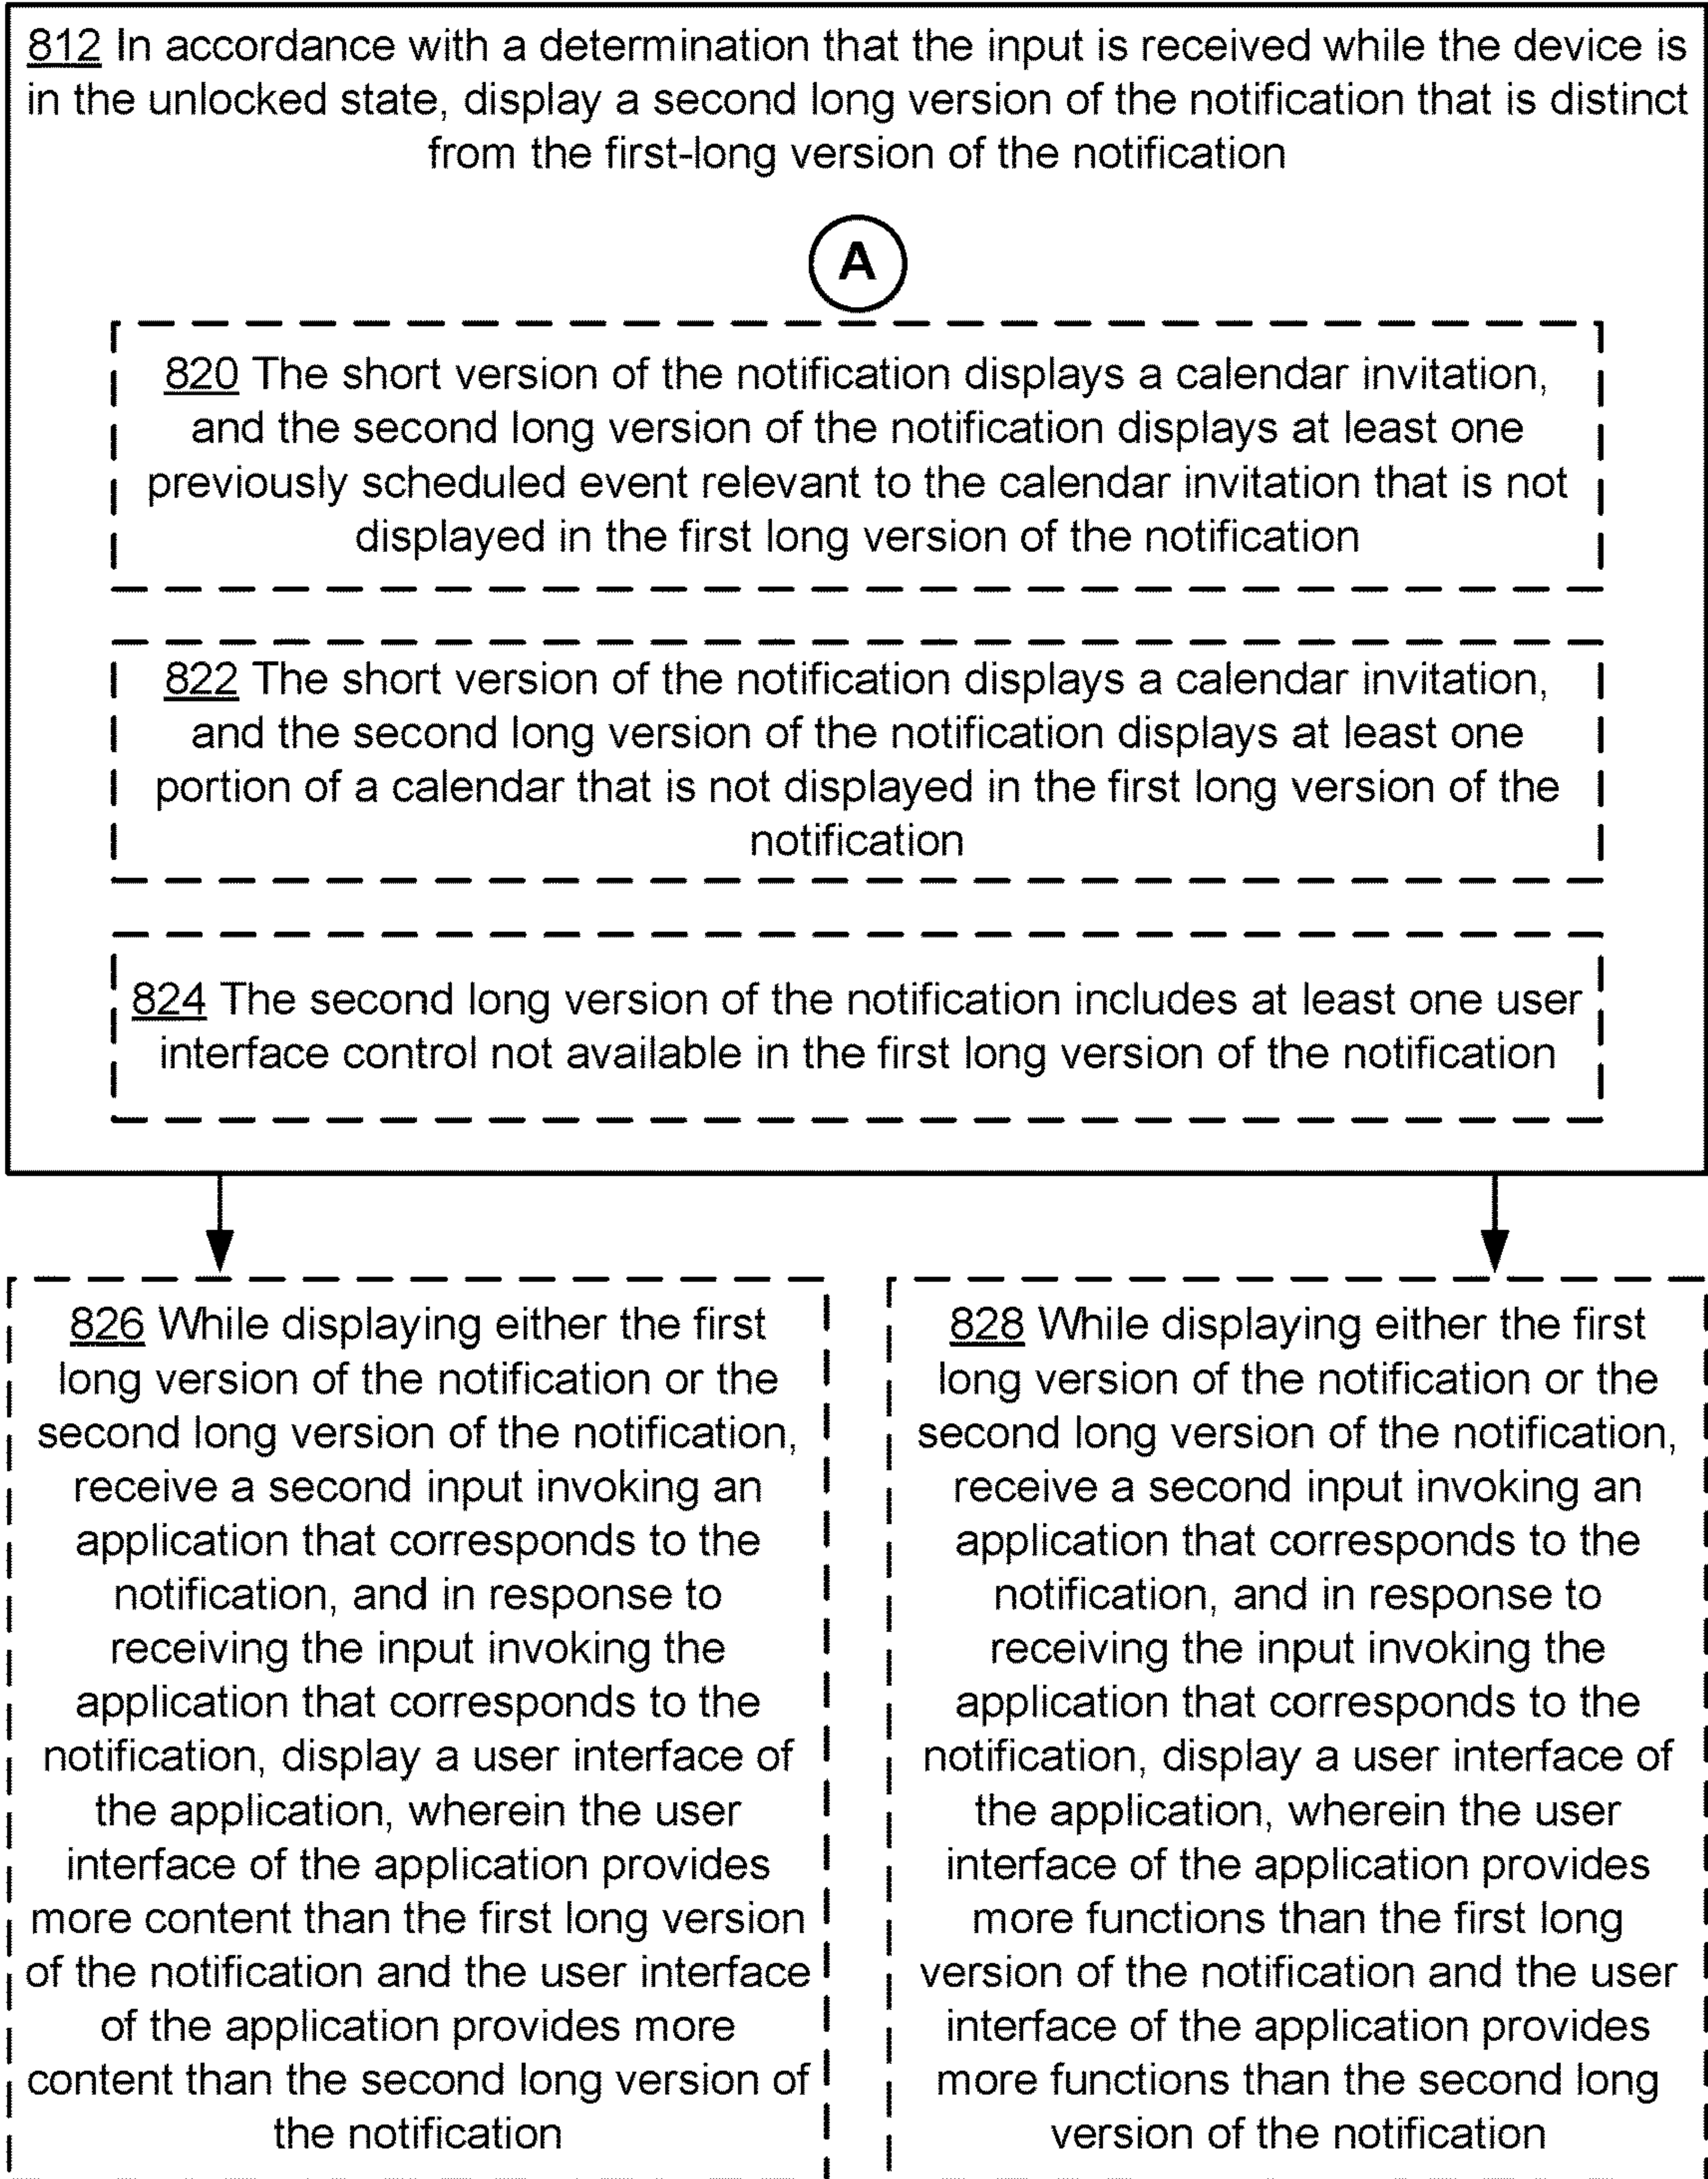 812 In accordance with a determination that the input is received while the device is
in the unlocked state, display a second long version of the notification that is distinct
from the first-long version of the notification
A
820 The short version of the notification displays a calendar invitation,
and the second long version of the notification displays at least one
previously scheduled event relevant to the calendar invitation that is not
displayed in the first long version of the notification
822 The short version of the notification displays a calendar invitation,
and the second long version of the notification displays at least one
portion of a calendar that is not displayed in the first long version of the
notification
824 The second long version of the notification includes at least one user
interface control not available in the first long version of the notification
826 While displaying either the first
long version of the notification or the
second long version of the notification,
receive a second input invoking an
application that corresponds to the
notification, and in response to
receiving the input invoking the
application that corresponds to the
notification, display a user interface of
the application, wherein the user
interface of the application provides
more content than the first long version
of the notification and the user interface
of the application provides more
content than the second long version of
the notification
828 While displaying either the first
long version of the notification or the
second long version of the notification,
receive a second input invoking an
application that corresponds to the
notification, and in response to
receiving the input invoking the
application that corresponds to the
notification, display a user interface of
the application, wherein the user
interface of the application provides
more functions than the first long
version of the notification and the user
interface of the application provides
more functions than the second long
version of the notification